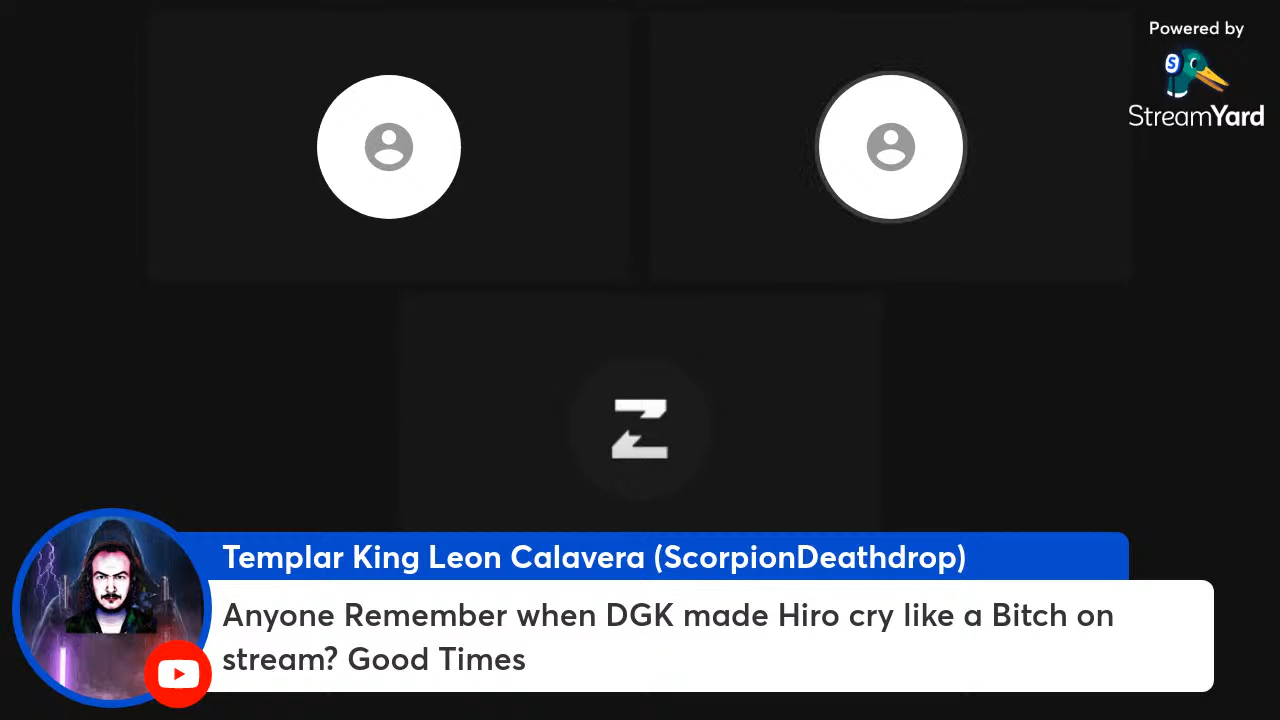 Powered by
StreamYard
Templar King Leon Calavera (ScorpionDeathdrop)
Anyone Remember when DGK made Hiro cry like a Bitch on
stream? Good Times